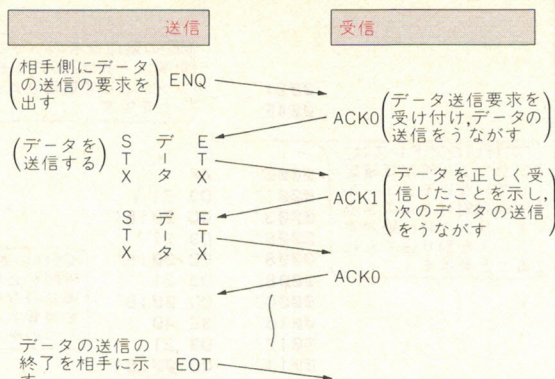 送信
受信
(相手側にデータ
の送信の要求を
出す)
ENQ
ACK0
(データ送信要求を
受け付け,データの
送信をうながす)
(データを
送信する)
STX データ ETX
ACK1
(データを正しく受
信したことを示し,
次のデータの送信
をうながす)
STX データ ETX
ACK0
データの送信の
終了を相手に示
す
EOT